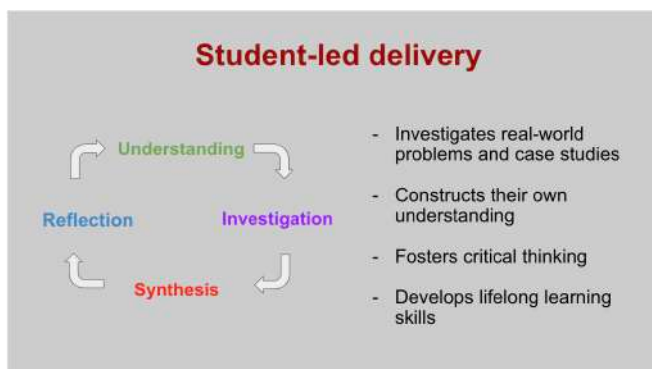 Student-led delivery
Understanding
Reflection
Investigation
Synthesis
- Investigates real-world
problems and case studies
- Constructs their own
understanding
- Fosters critical thinking
- Develops lifelong learning
skills